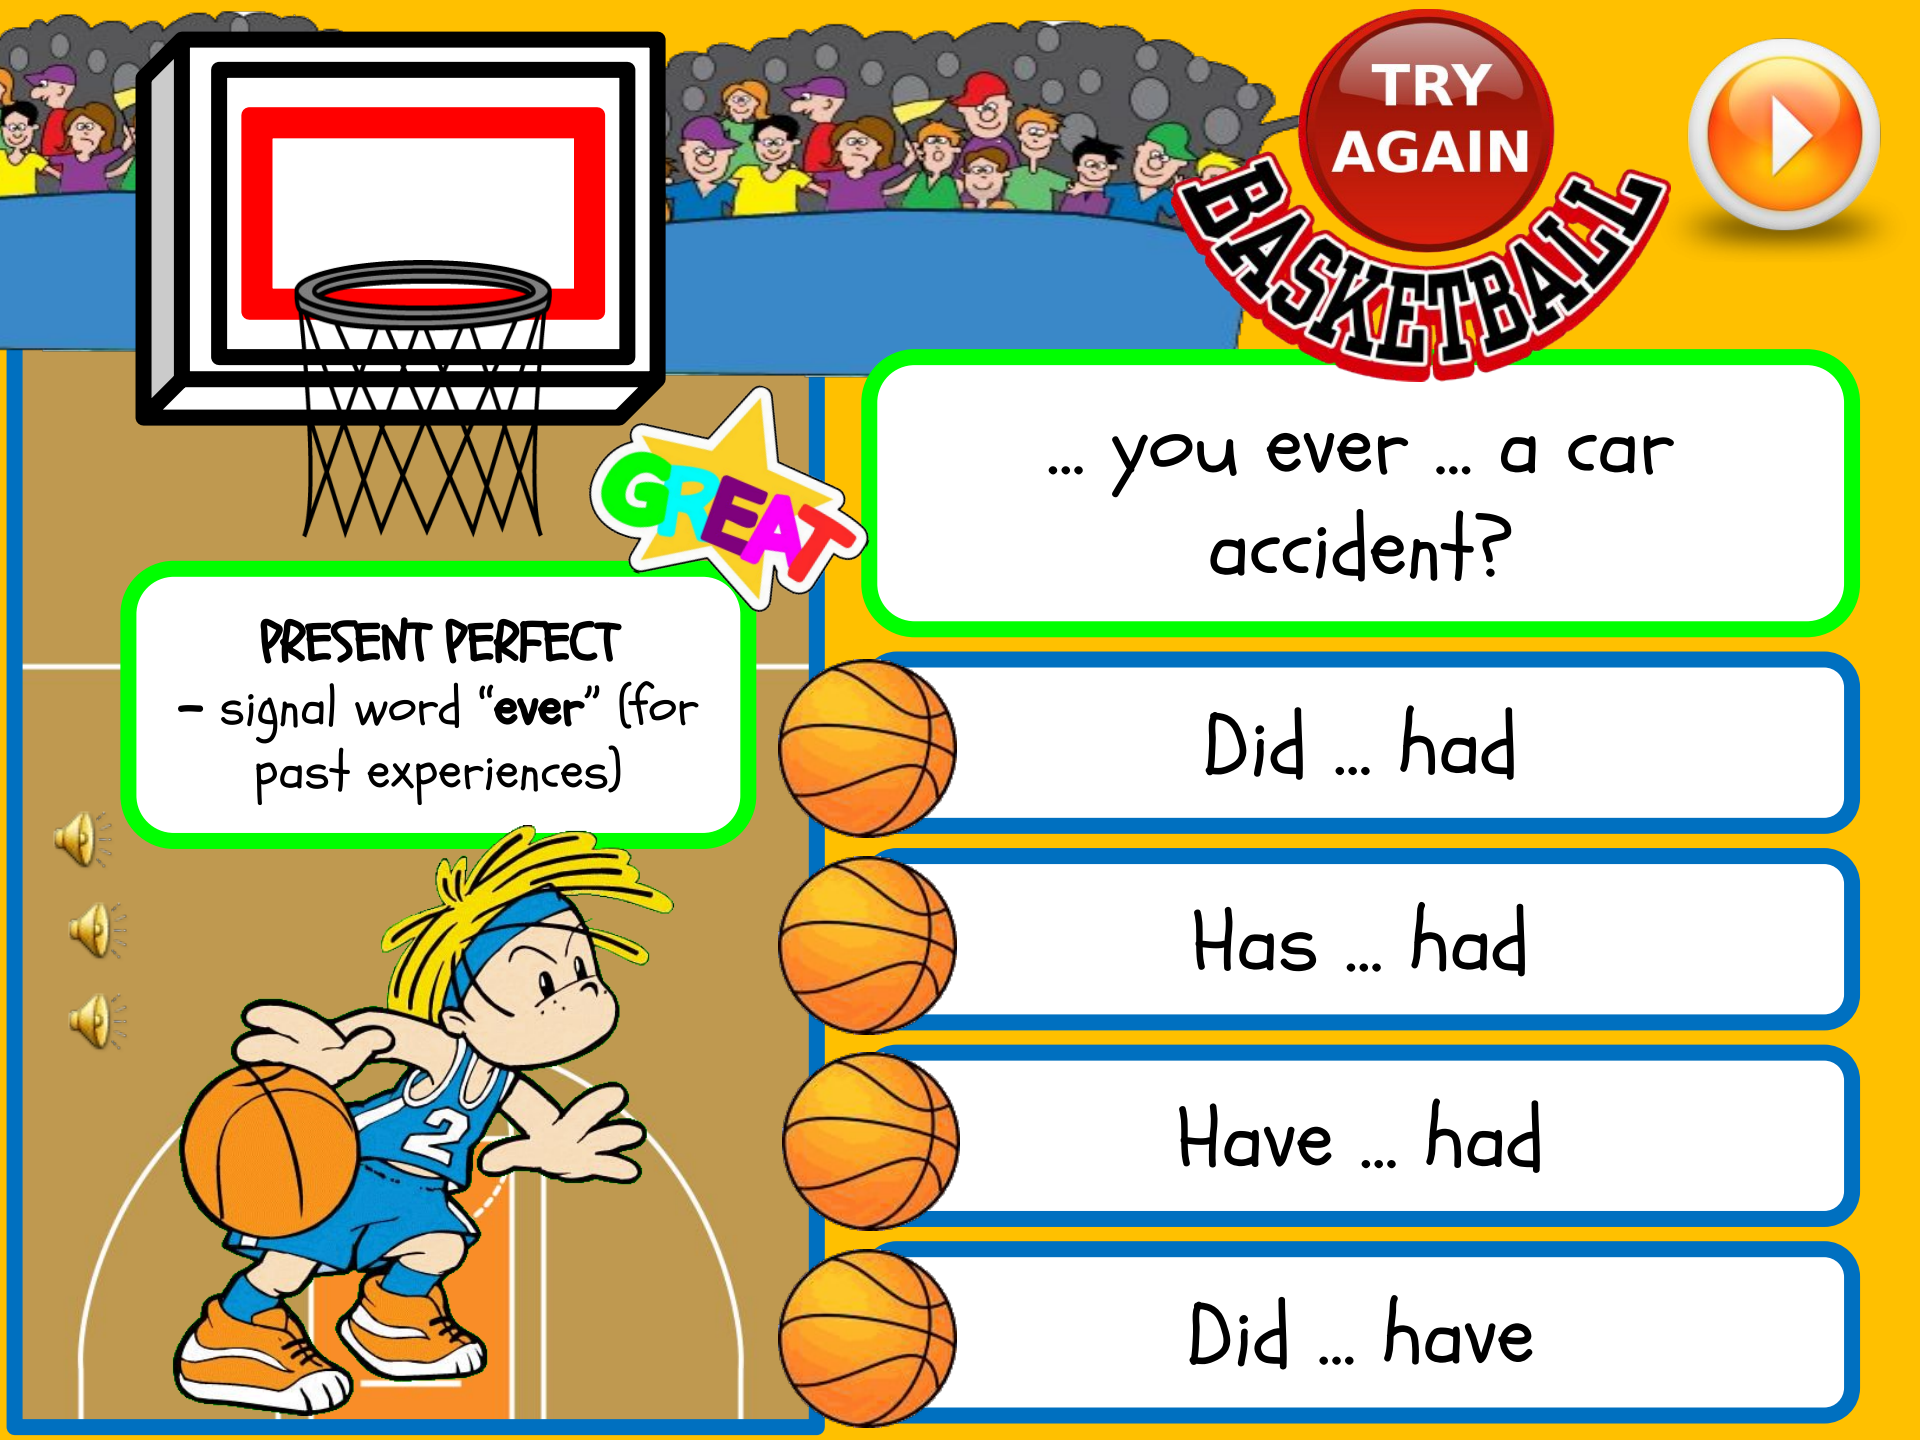 TRY
AGAIN
BASKETBALL
... you ever ... a car
accident?
GREAT
PRESENT PERFECT
- signal word “ever” (for
past experiences)
Did ... had
Has ... had
Have ... had
Did ... have
2